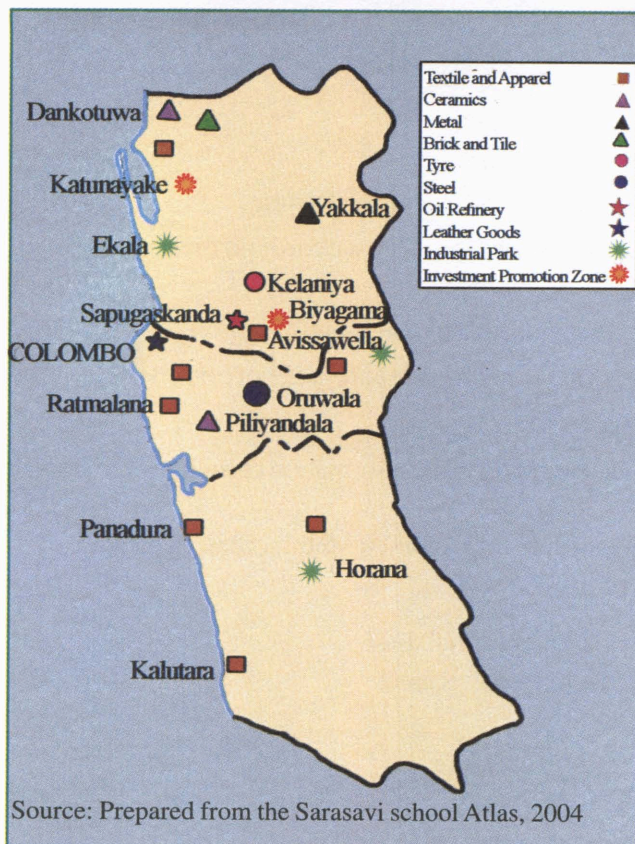 Dankotuwa
Katunayake
Yakkala
Ekala
Kelaniya
Sapugaskanda
Biyagama
Avissawella
COLOMBO
Oruwala
Ratmalana
Piliyandala
Panadura
Horana
Kalutara
Textile and Apparel
Ceramics
Metal
Brick and Tile
Tyre
Steel
Oil Refinery
Leather Goods
Industrial Park
Investment Promotion Zone
Source: Prepared from the Sarasavi school Atlas, 2004